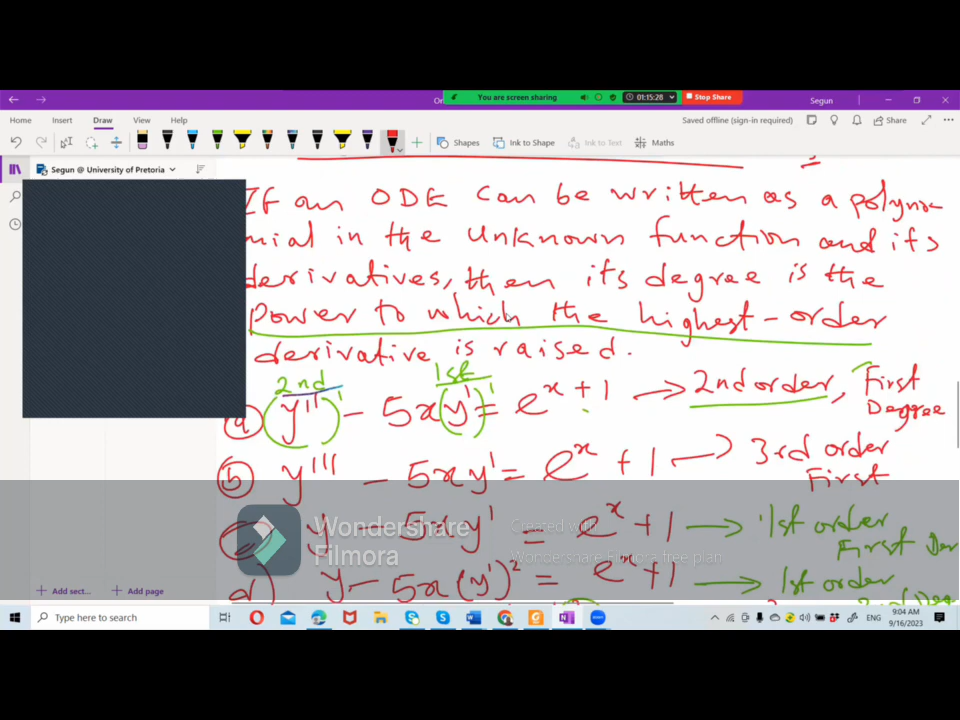 You are screen sharing
01:15:28
Stop Share
Segun
Home Insert Draw View Help
Saved offline (sign-in required)
Share
Shapes
Ink to Shape
Ink to Text
Maths
Segun @ University of Pretoria
If an ODE can be written as a polyno
mial in the unknown function and its
derivatives, then its degree is the
power to which the highest-order
derivative is raised.
2nd 1st
a) (y'')' - 5x(y')' = e^x + 1 → 2nd order, First
Degree
b) y''' - 5xy' = e^x + 1 → 3rd order
First
y - 5xy' = e^x + 1 → 1st order
First De
d) y - 5x(y')² = e^x + 1 → 1st order
Wondershare
Filmora
Created with
Wondershare Filmora free plan
Add sect...
Add page
Type here to search
ENG
9:04 AM
9/16/2023